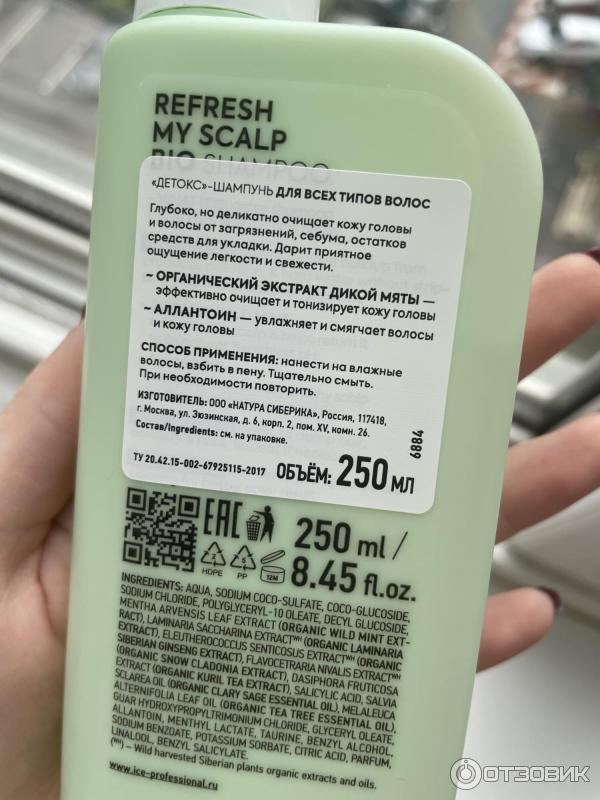 REFRESH
MY SCALP
BIO SHAMPOO
«ДЕТОКС»-ШАМПУНЬ ДЛЯ ВСЕХ ТИПОВ ВОЛОС
Глубоко, но деликатно очищает кожу головы
и волосы от загрязнений, себума, остатков
средств для укладки. Дарит приятное
ощущение легкости и свежести.
~ ОРГАНИЧЕСКИЙ ЭКСТРАКТ ДИКОЙ МЯТЫ —
эффективно очищает и тонизирует кожу головы
~ АЛЛАНТОИН — увлажняет и смягчает волосы
и кожу головы
СПОСОБ ПРИМЕНЕНИЯ: нанести на влажные
волосы, взбить в пену. Тщательно смыть.
При необходимости повторить.
ИЗГОТОВИТЕЛЬ: ООО «НАТУРА СИБЕРИКА», Россия, 117418,
г. Москва, ул. Зюзинская, д. 6, корп. 2, пом. XV, комн. 26.
Состав/Ingredients: см. на упаковке.
6884
ТУ 20.42.15-002-67925115-2017 ОБЪЁМ: 250 МЛ
EAC
250 ml /
8.45 fl.oz.
2 HDPE 5 PP 12M
INGREDIENTS: AQUA, SODIUM COCO-SULFATE, COCO-GLUCOSIDE,
SODIUM CHLORIDE, POLYGLYCERYL-10 OLEATE, DECYL GLUCOSIDE,
MENTHA ARVENSIS LEAF EXTRACT (ORGANIC WILD MINT EXT-
RACT), LAMINARIA SACCHARINA EXTRACTᵂᴴ (ORGANIC LAMINARIA
EXTRACT), ELEUTHEROCOCCUS SENTICOSUS EXTRACTᵂᴴ (ORGANIC
SIBERIAN GINSENG EXTRACT), FLAVOCETRARIA NIVALIS EXTRACTᵂᴴ
(ORGANIC SNOW CLADONIA EXTRACT), DASIPHORA FRUTICOSA
EXTRACT (ORGANIC KURIL TEA EXTRACT), SALICYLIC ACID, SALVIA
SCLAREA OIL (ORGANIC CLARY SAGE ESSENTIAL OIL), MELALEUCA
ALTERNIFOLIA LEAF OIL (ORGANIC TEA TREE ESSENTIAL OIL),
GUAR HYDROXYPROPYLTRIMONIUM CHLORIDE, GLYCERYL OLEATE,
ALLANTOIN, MENTHYL LACTATE, TAURINE, BENZYL ALCOHOL,
SODIUM BENZOATE, POTASSIUM SORBATE, CITRIC ACID, PARFUM,
LINALOOL, BENZYL SALICYLATE.
(ᵂᴴ) – Wild harvested Siberian plants organic extracts and oils.
www.ice-professional.ru
ОТЗОВИК